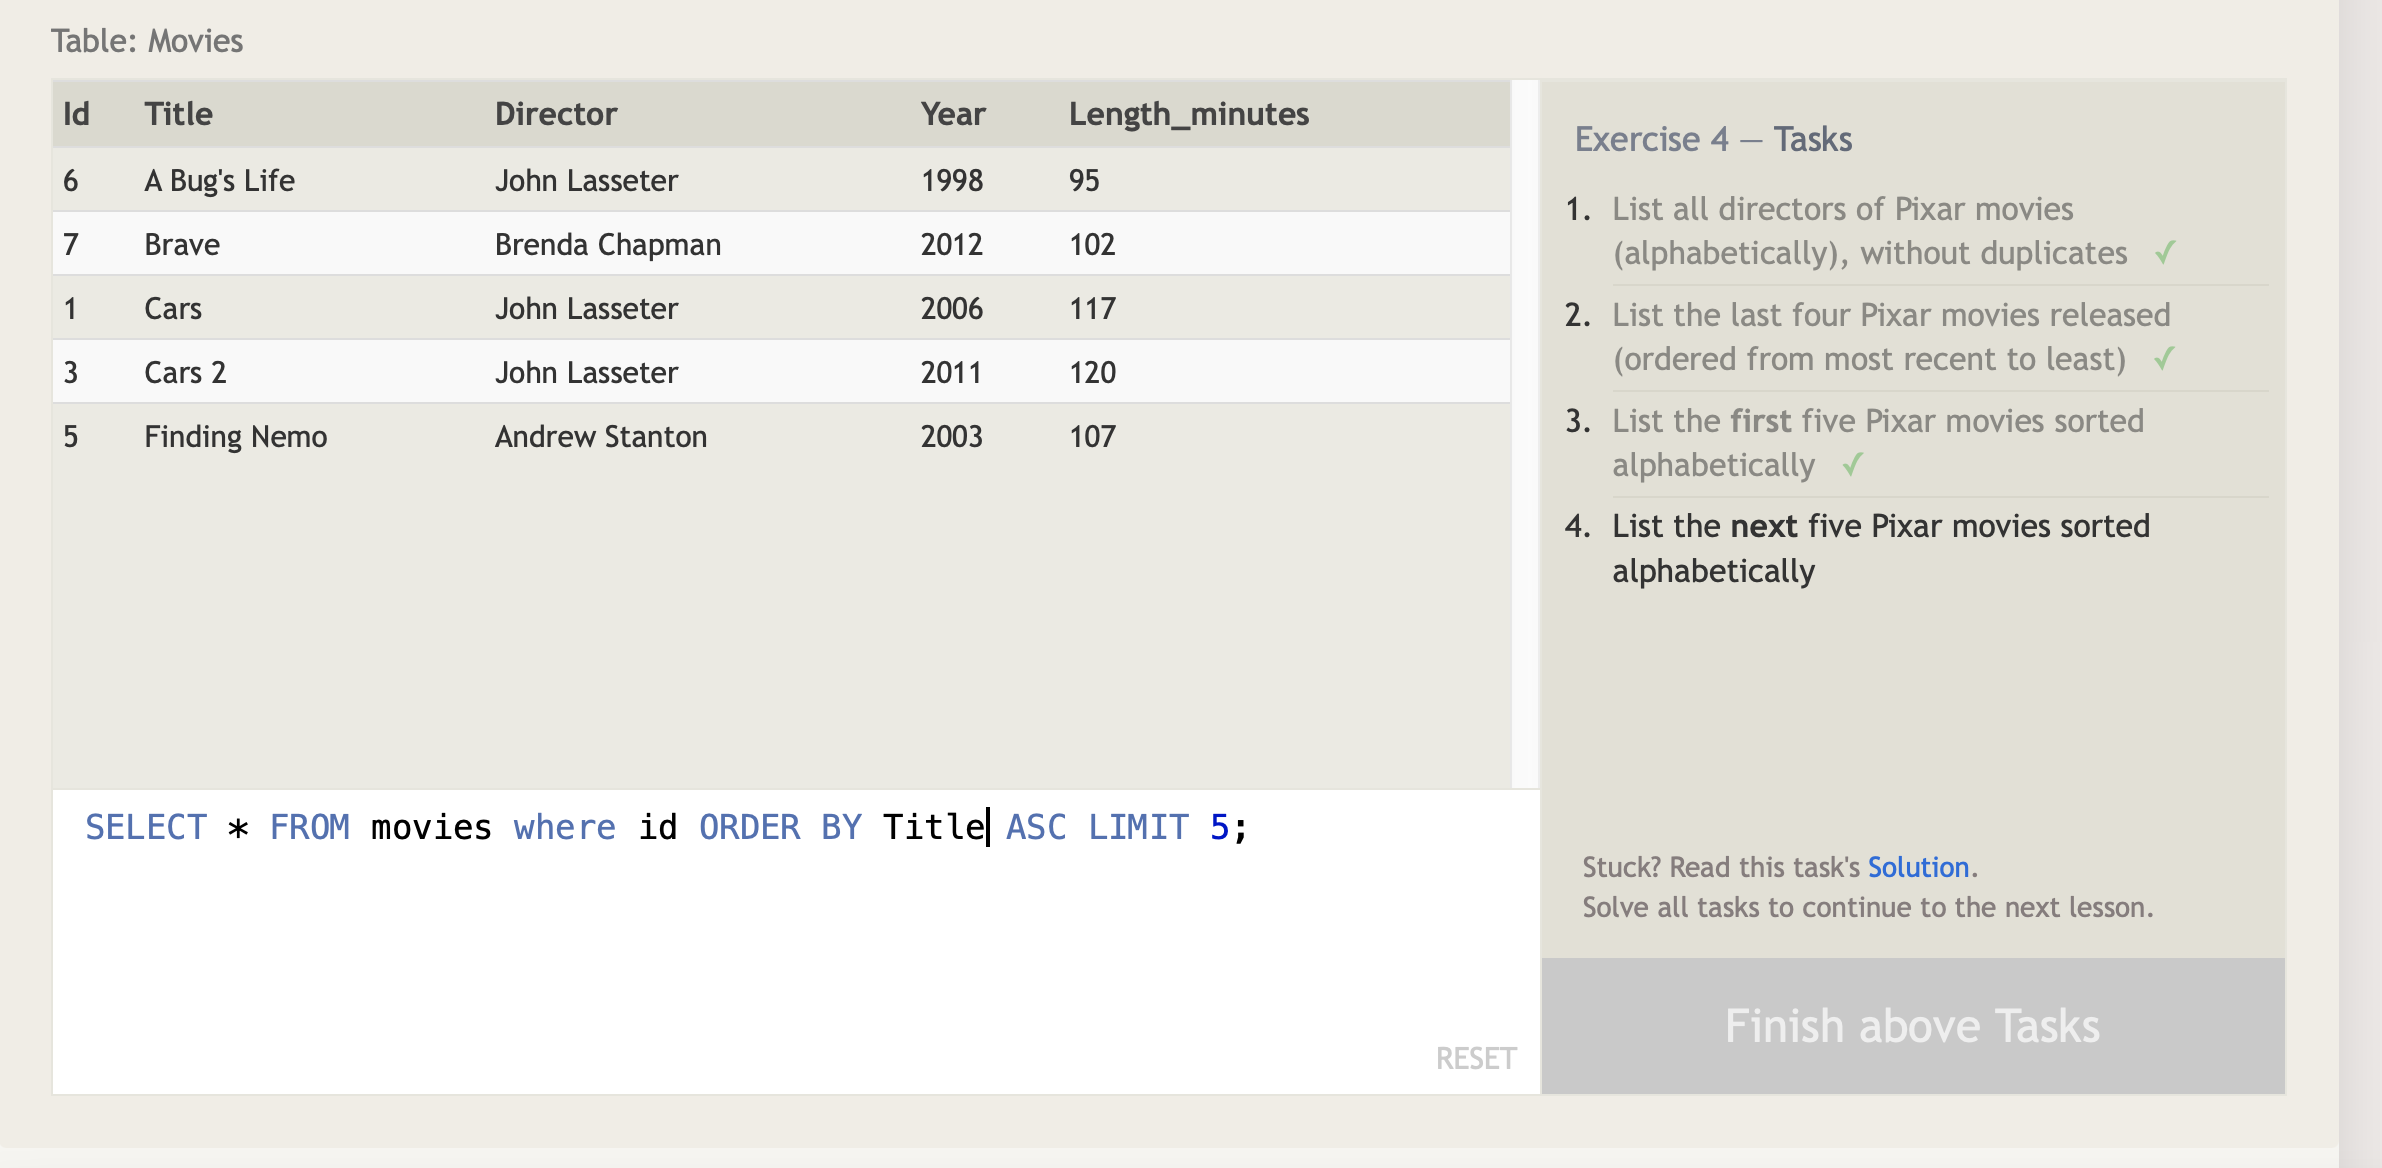 Table: Movies
Id Title Director Year Length_minutes
6 A Bug's Life John Lasseter 1998 95
7 Brave Brenda Chapman 2012 102
1 Cars John Lasseter 2006 117
3 Cars 2 John Lasseter 2011 120
5 Finding Nemo Andrew Stanton 2003 107
SELECT * FROM movies where id ORDER BY Title ASC LIMIT 5;
RESET
Exercise 4 — Tasks
1. List all directors of Pixar movies
(alphabetically), without duplicates ✓
2. List the last four Pixar movies released
(ordered from most recent to least) ✓
3. List the first five Pixar movies sorted
alphabetically ✓
4. List the next five Pixar movies sorted
alphabetically
Stuck? Read this task's Solution.
Solve all tasks to continue to the next lesson.
Finish above Tasks